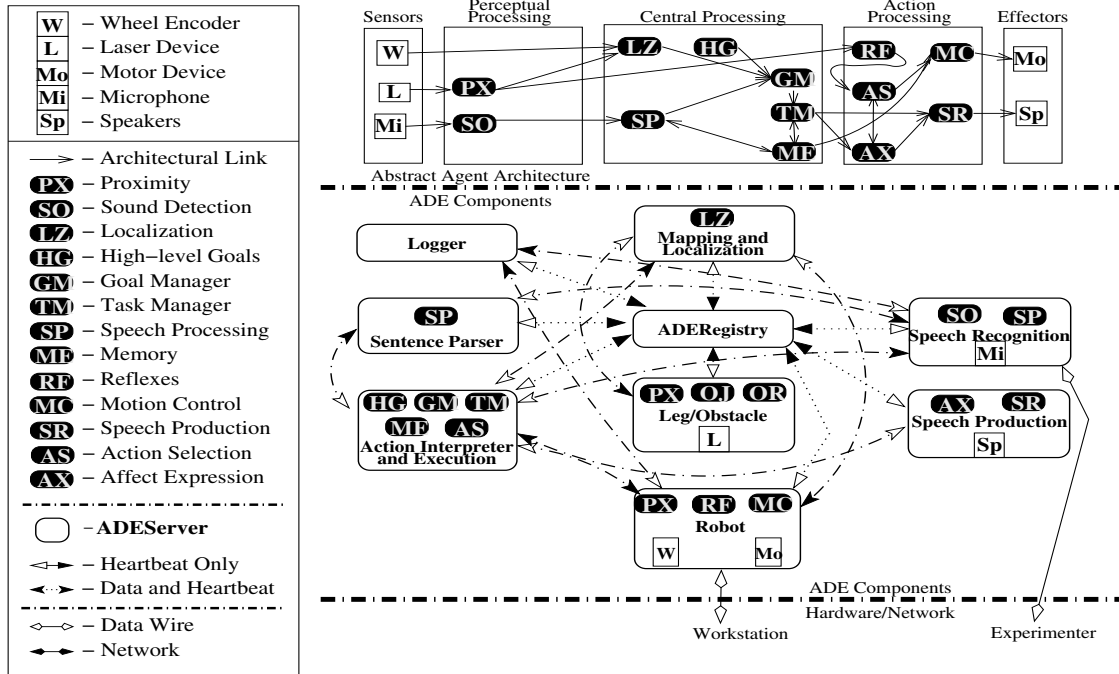 W – Wheel Encoder
L – Laser Device
Mo – Motor Device
Mi – Microphone
Sp – Speakers
– Architectural Link
PX – Proximity
SO – Sound Detection
LZ – Localization
HG – High–level Goals
GM – Goal Manager
TM – Task Manager
SP – Speech Processing
MF – Memory
RF – Reflexes
MC – Motion Control
SR – Speech Production
AS – Action Selection
AX – Affect Expression
– ADEServer
– Heartbeat Only
– Data and Heartbeat
– Data Wire
– Network
Sensors
Perceptual
Processing
Central Processing
Action
Processing
Effectors
W
L
Mi
PX
SO
LZ
HG
GM
SP
TM
MF
RF
MC
AS
SR
AX
Mo
Sp
Abstract Agent Architecture
ADE Components
Logger
LZ
Mapping and
Localization
SP
Sentence Parser
ADERegistry
SO SP
Speech Recognition
Mi
HG GM TM
MF AS
Action Interpreter
and Execution
PX OJ OR
Leg/Obstacle
L
AX SR
Speech Production
Sp
PX RF MC
Robot
W Mo
ADE Components
Hardware/Network
Workstation
Experimenter